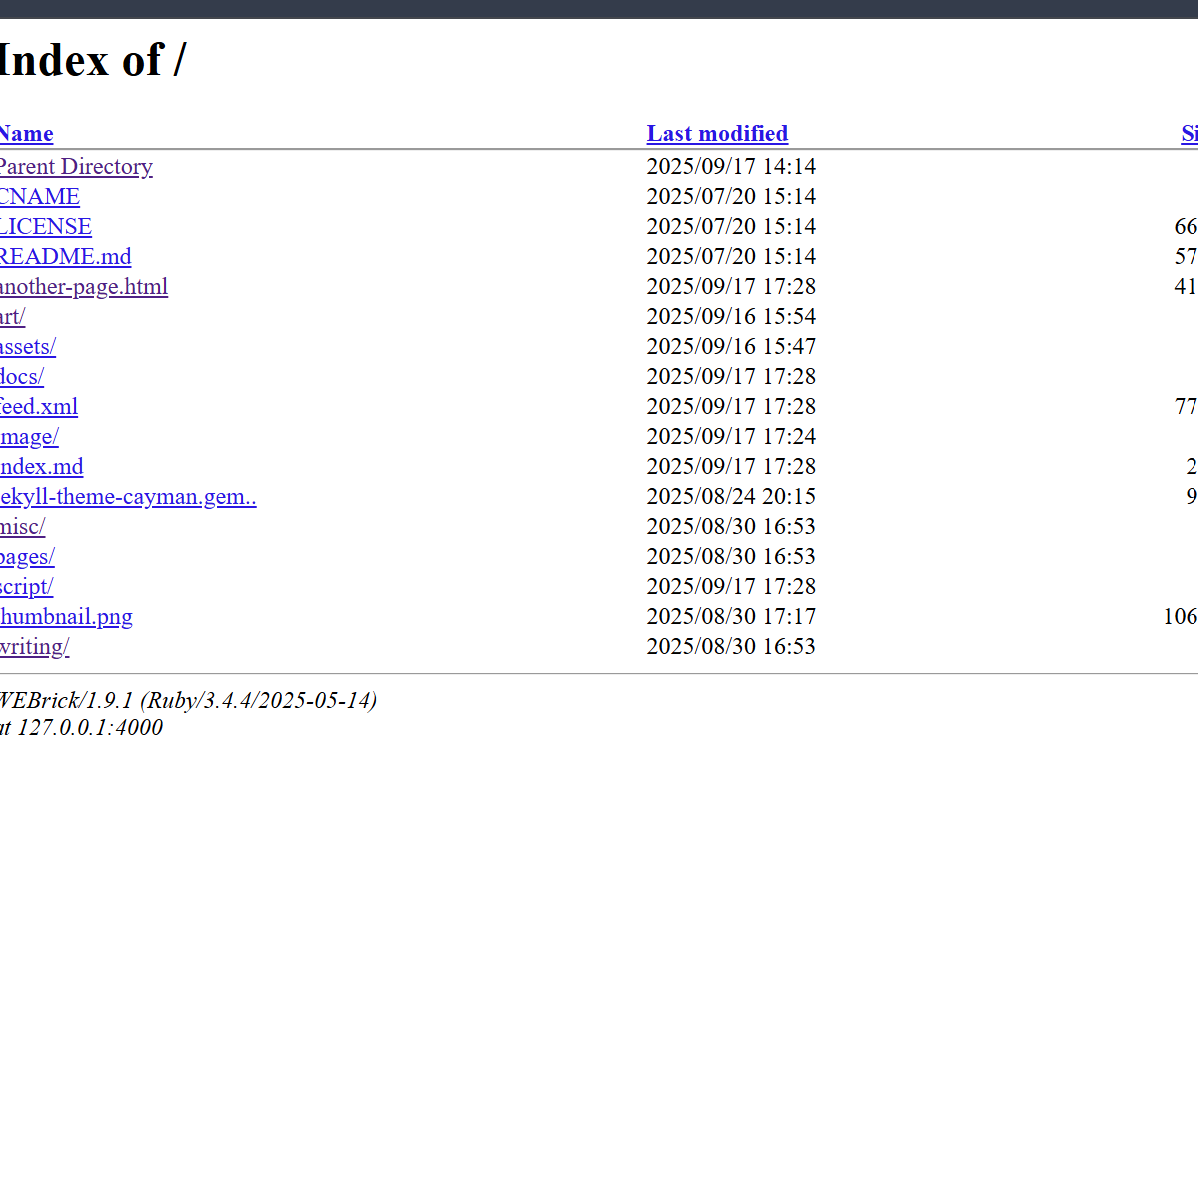 Index of /
Name Last modified Si
Parent Directory 2025/09/17 14:14
CNAME 2025/07/20 15:14
LICENSE 2025/07/20 15:14 66
README.md 2025/07/20 15:14 57
another-page.html 2025/09/17 17:28 41
art/ 2025/09/16 15:54
assets/ 2025/09/16 15:47
docs/ 2025/09/17 17:28
feed.xml 2025/09/17 17:28 77
image/ 2025/09/17 17:24
index.md 2025/09/17 17:28 2
jekyll-theme-cayman.gem.. 2025/08/24 20:15 9
misc/ 2025/08/30 16:53
pages/ 2025/08/30 16:53
script/ 2025/09/17 17:28
thumbnail.png 2025/08/30 17:17 106
writing/ 2025/08/30 16:53
WEBrick/1.9.1 (Ruby/3.4.4/2025-05-14)
at 127.0.0.1:4000